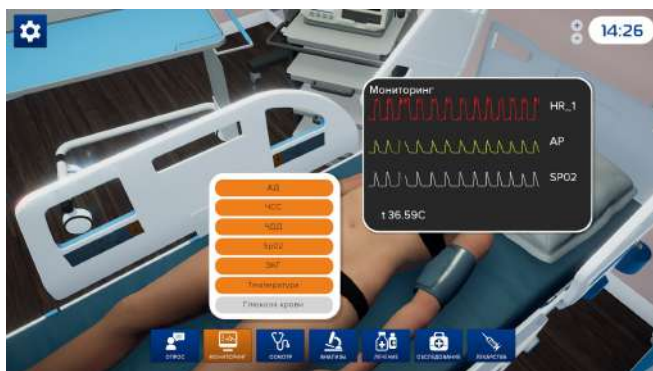 14:26
Мониторинг
HR_1
AP
SPO2
t 36.59C
АД
ЧСС
ЧДД
Sp02
ЭКГ
Температура
Глюкоза крови
ОПРОС
МОНИТОРИНГ
ОСМОТР
АНАЛИЗЫ
ЛЕЧЕНИЕ
ОБСЛЕДОВАНИЕ
ЛЕКАРСТВА